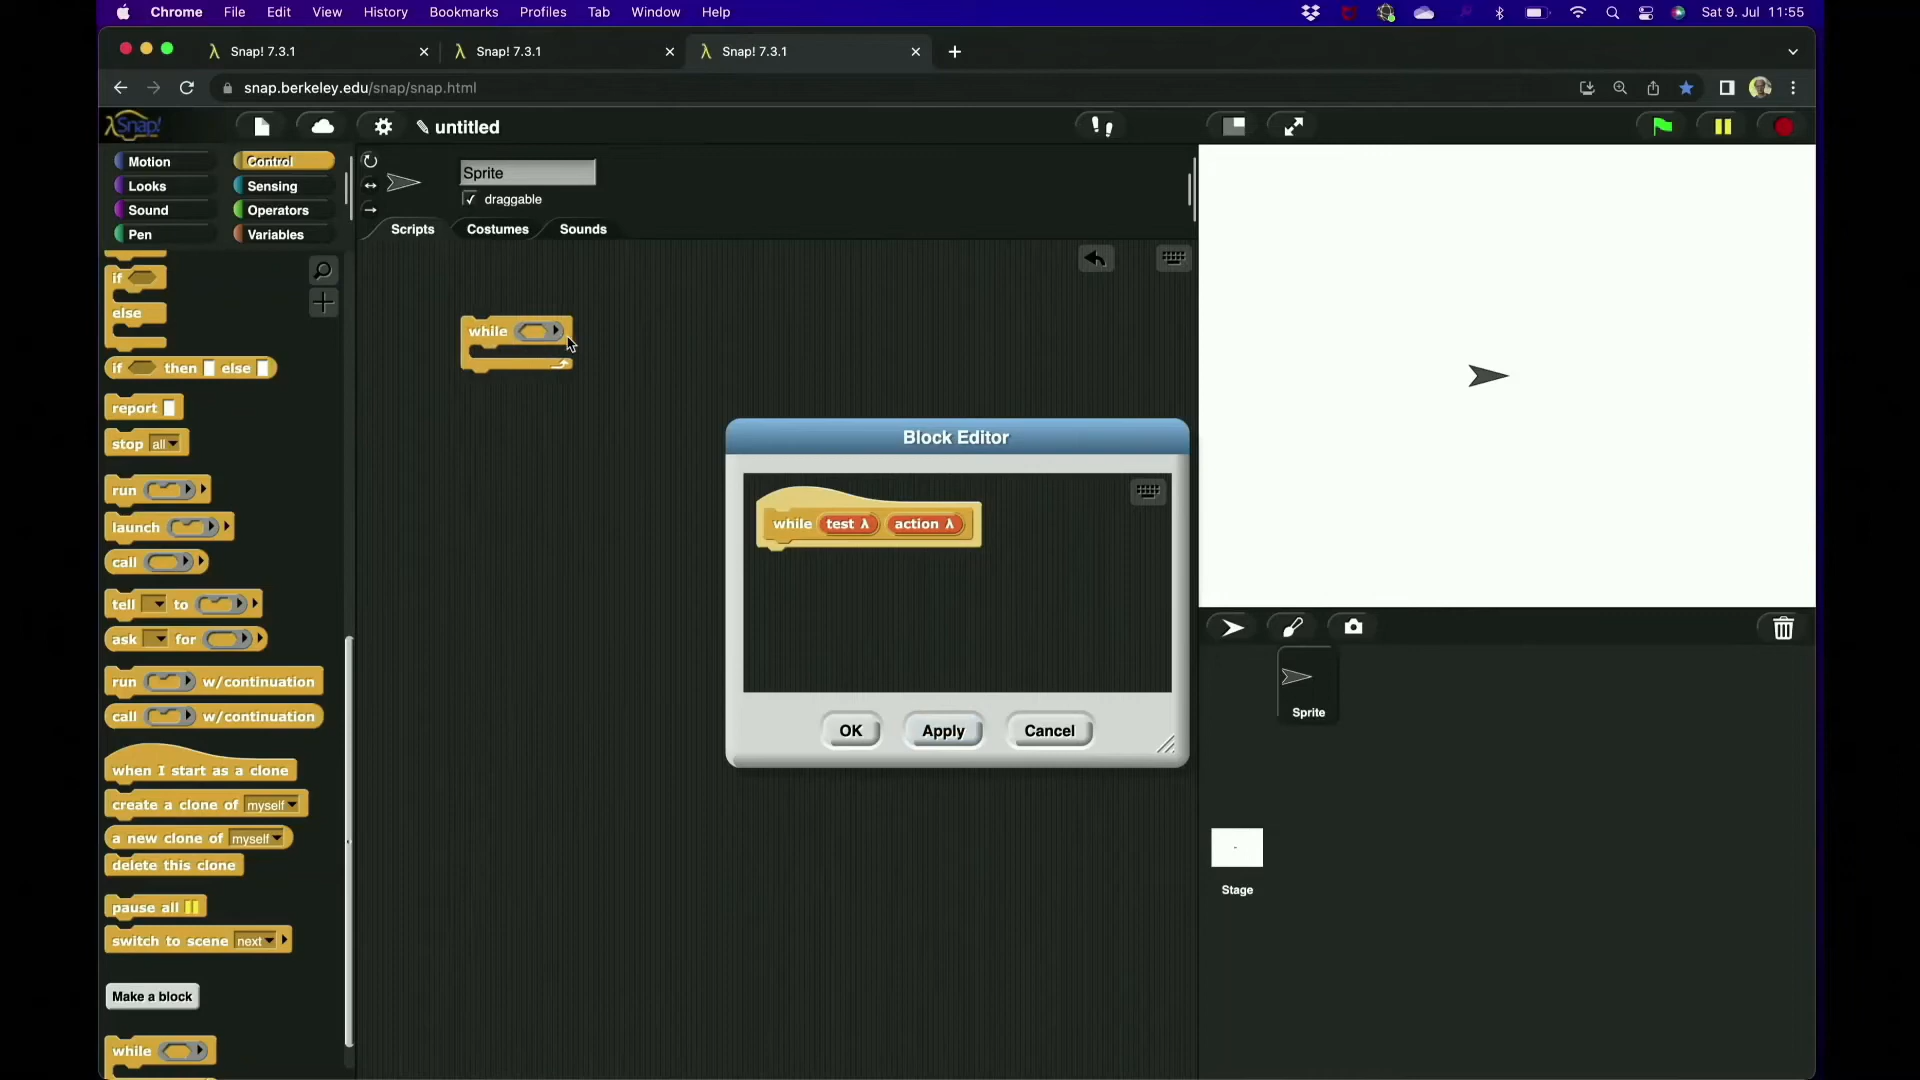 Chrome File Edit View History Bookmarks Profiles Tab Window Help Sat 9. Jul 11:55
Snap! 7.3.1 Snap! 7.3.1 Snap! 7.3.1
snap.berkeley.edu/snap/snap.html
Snap! untitled
Motion Control
Looks Sensing
Sound Operators
Pen Variables
Sprite
draggable
Scripts Costumes Sounds
if
else
if then else
report
stop all
run
launch
call
tell to
ask for
run w/continuation
call w/continuation
when I start as a clone
create a clone of myself
a new clone of myself
delete this clone
pause all
switch to scene next
Make a block
while
while
Block Editor
while test λ action λ
OK Apply Cancel
Sprite
Stage